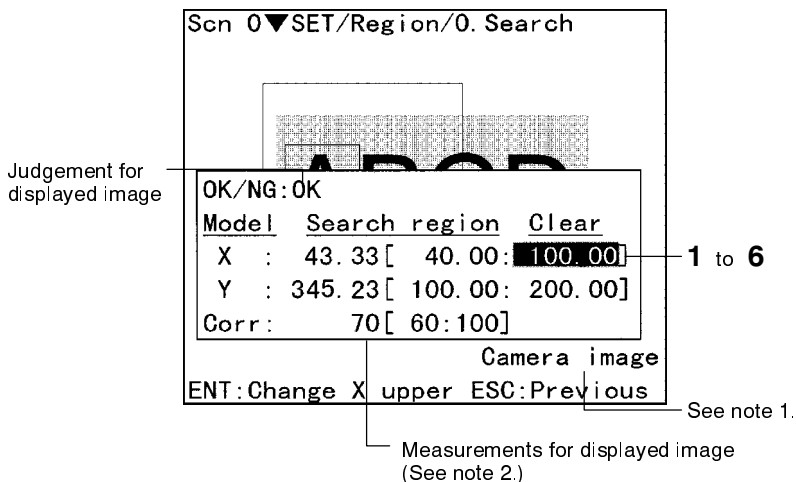 Scn 0▼SET/Region/0.Search
ABCD
Judgement for
displayed image
OK/NG:OK
Model Search region Clear
X : 43.33[ 40.00: 100.00]
Y : 345.23[ 100.00: 200.00]
Corr: 70[ 60:100]
1 to 6
Camera image
ENT:Change X upper ESC:Previous
See note 1.
Measurements for displayed image
(See note 2.)